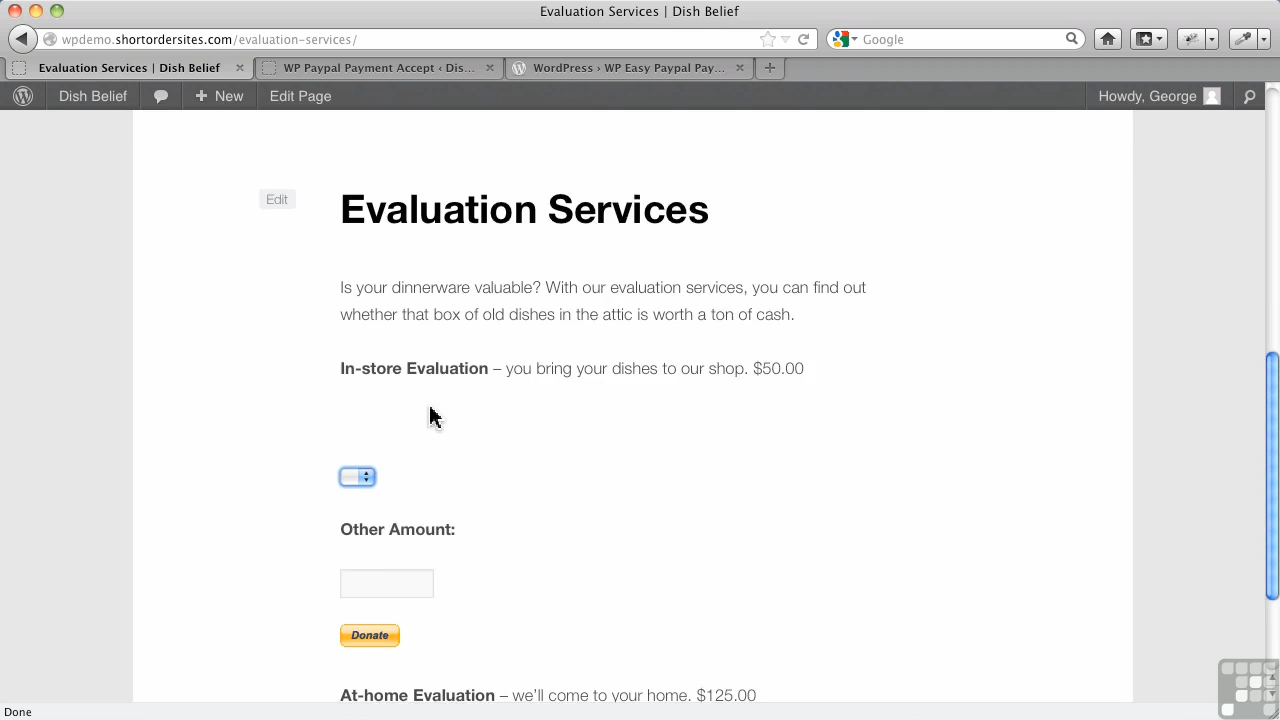 Evaluation Services | Dish Belief
wpdemo.shortordersites.com/evaluation-services/
Google
Evaluation Services | Dish Belief
WP Paypal Payment Accept ‹ Dis...
WordPress › WP Easy Paypal Pay...
Dish Belief
New
Edit Page
Howdy, George
Edit
Evaluation Services
Is your dinnerware valuable? With our evaluation services, you can find out
whether that box of old dishes in the attic is worth a ton of cash.
In-store Evaluation – you bring your dishes to our shop. $50.00
Other Amount:
Donate
At-home Evaluation – we'll come to your home. $125.00
Done